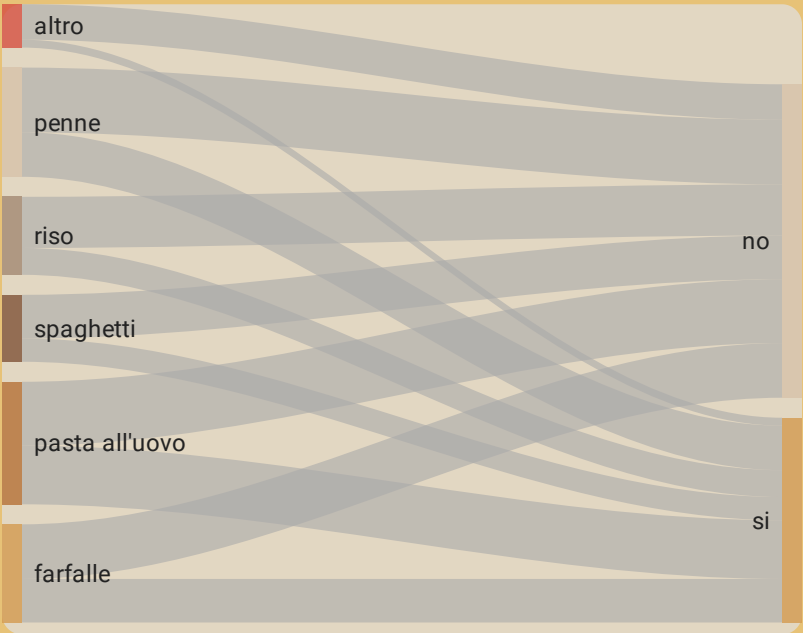 altro
penne
riso
spaghetti
pasta all'uovo
farfalle
no
si